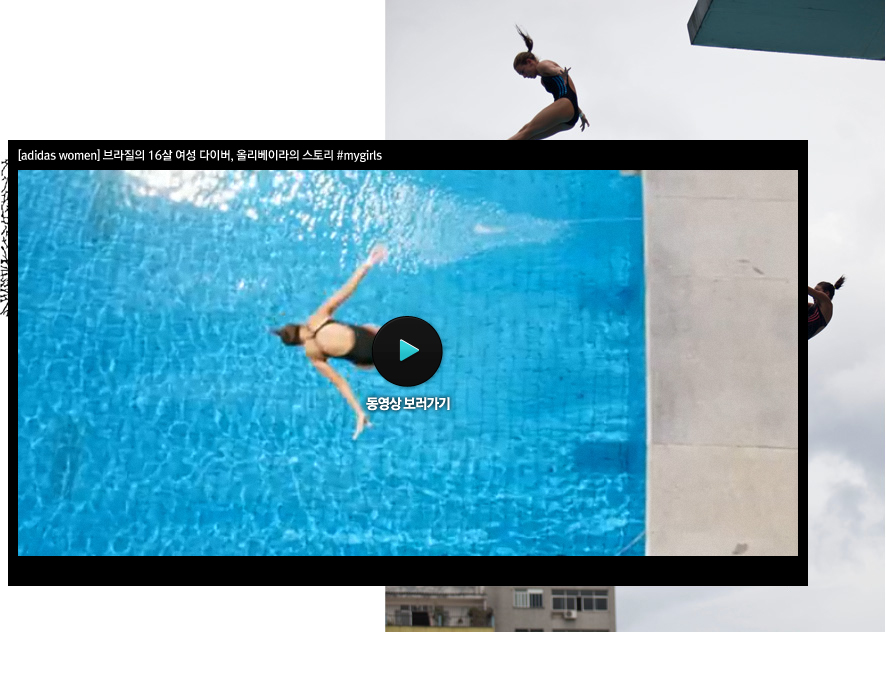 [adidas women] 브라질의 16살 여성 다이버, 올리베이라의 스토리 #mygirls
동영상 보러가기